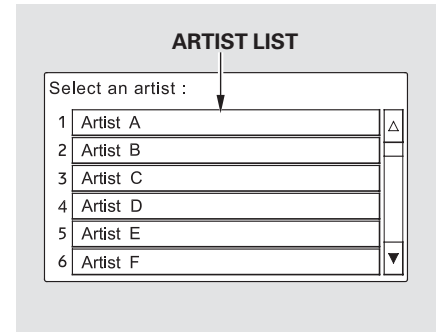 ARTIST LIST
Select an artist :
1 Artist A
2 Artist B
3 Artist C
4 Artist D
5 Artist E
6 Artist F